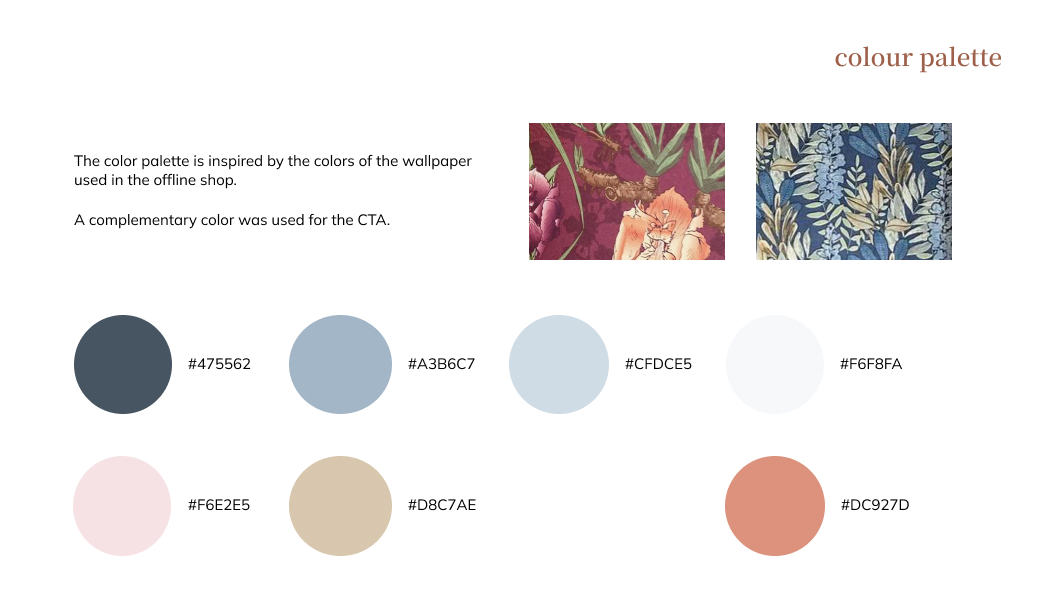 colour palette
The color palette is inspired by the colors of the wallpaper
used in the offline shop.
A complementary color was used for the CTA.
#475562
#A3B6C7
#CFDCE5
#F6F8FA
#F6E2E5
#D8C7AE
#DC927D